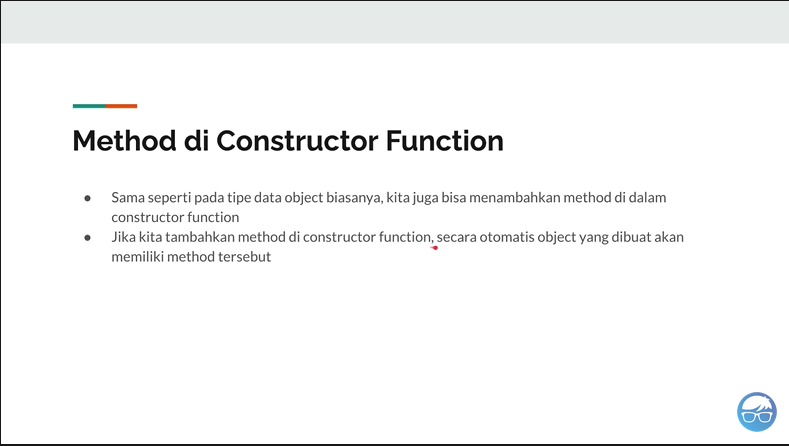 Method di Constructor Function
● Sama seperti pada tipe data object biasanya, kita juga bisa menambahkan method di dalam
constructor function
● Jika kita tambahkan method di constructor function, secara otomatis object yang dibuat akan
memiliki method tersebut